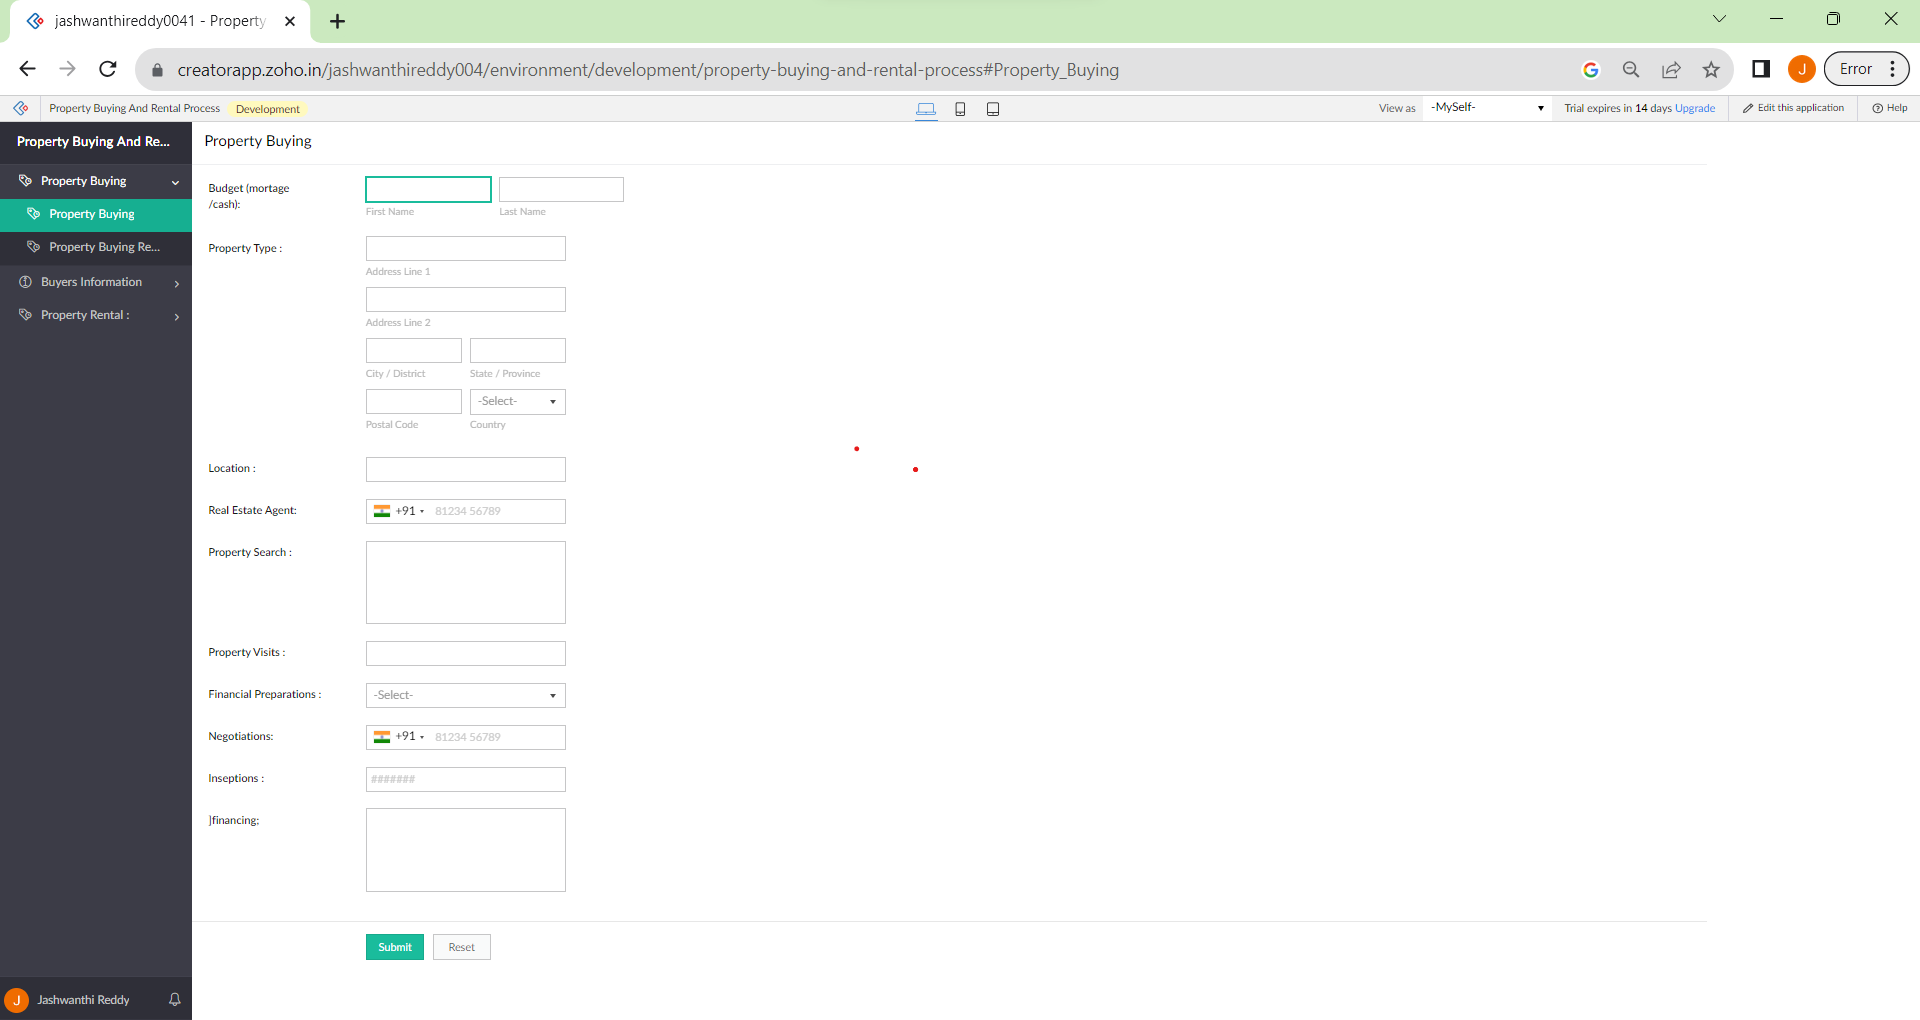 jashwanthireddy0041 - Property
creatorapp.zoho.in/jashwanthireddy004/environment/development/property-buying-and-rental-process#Property_Buying
J
Error
Property Buying And Rental Process
Development
View as
-MySelf-
Trial expires in 14 days Upgrade
Edit this application
Help
Property Buying And Re...
Property Buying
Property Buying
Property Buying Re...
Buyers Information
Property Rental :
Jashwanthi Reddy
J
Property Buying
Budget (mortage
/cash):
First Name
Last Name
Property Type :
Address Line 1
Address Line 2
City / District
State / Province
-Select-
Postal Code
Country
Location :
Real Estate Agent:
+91
81234 56789
Property Search :
Property Visits :
Financial Preparations :
-Select-
Negotiations:
+91
81234 56789
Inseptions :
#######
]financing:
Submit
Reset